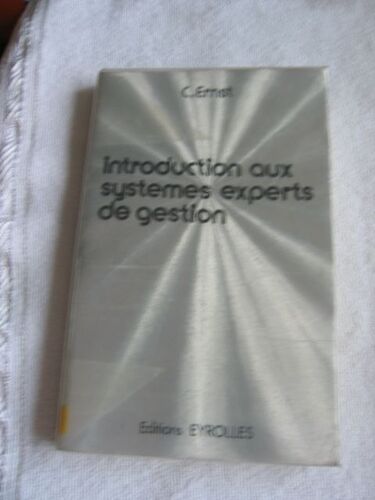 C.Ernst
Introduction aux
systemes experts
de gestion
Editions EYROLLES